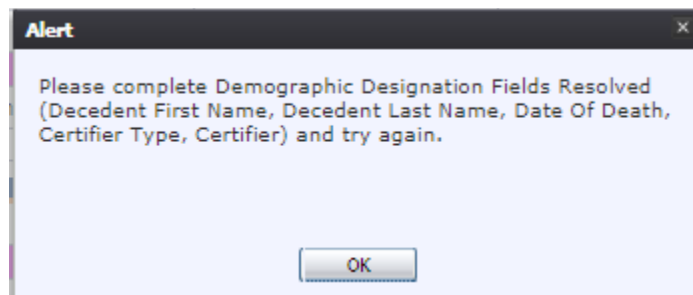 Alert
Please complete Demographic Designation Fields Resolved
(Decedent First Name, Decedent Last Name, Date Of Death,
Certifier Type, Certifier) and try again.
OK